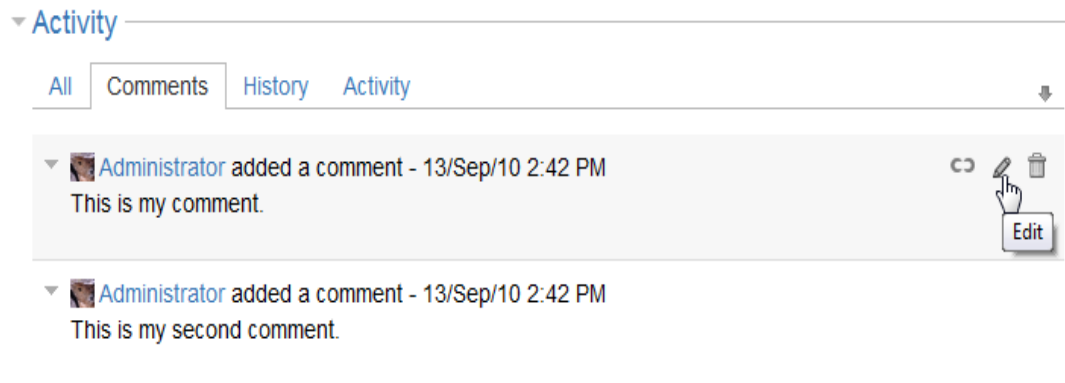 Activity
All Comments History Activity
Administrator added a comment - 13/Sep/10 2:42 PM
This is my comment.
Edit
Administrator added a comment - 13/Sep/10 2:42 PM
This is my second comment.